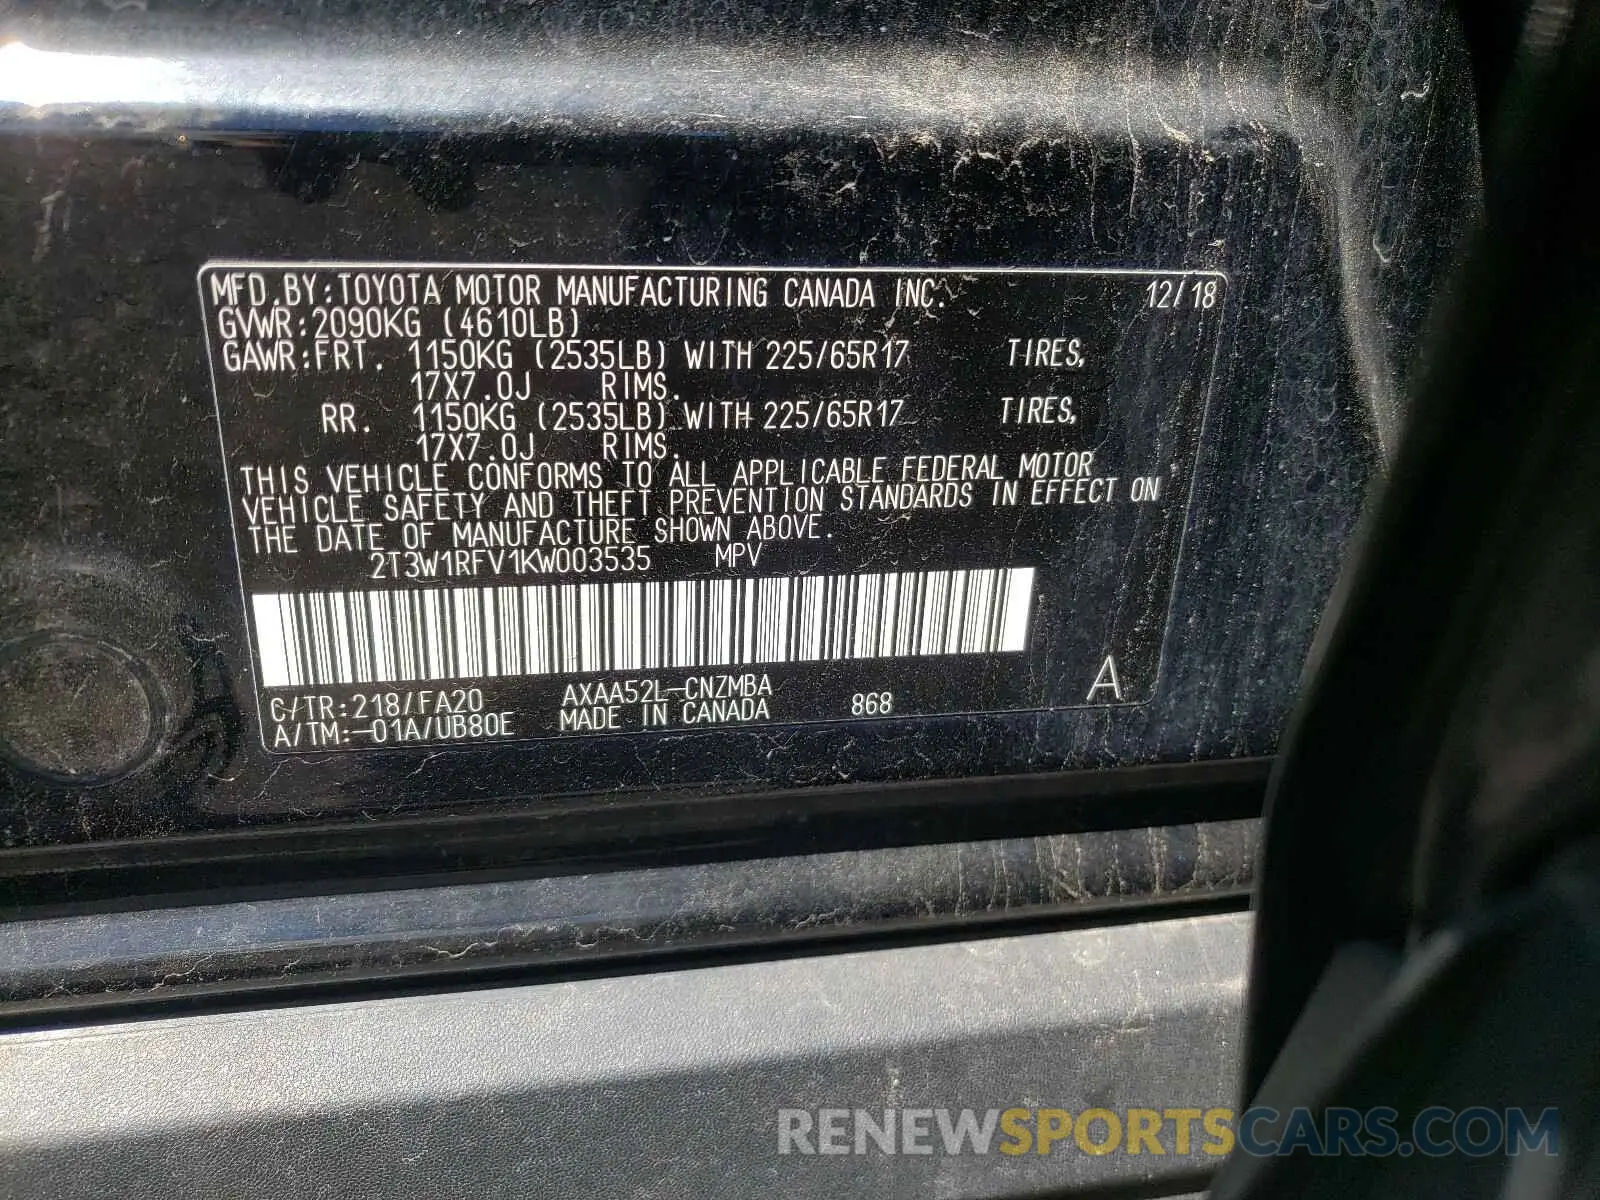 MFD.BY:TOYOTA MOTOR MANUFACTURING CANADA INC. 12/18
GVWR:2090KG (4610LB)
GAWR:FRT. 1150KG (2535LB) WITH 225/65R17 TIRES,
17X7.0J RIMS.
RR. 1150KG (2535LB) WITH 225/65R17 TIRES,
17X7.0J RIMS.
THIS VEHICLE CONFORMS TO ALL APPLICABLE FEDERAL MOTOR
VEHICLE SAFETY AND THEFT PREVENTION STANDARDS IN EFFECT ON
THE DATE OF MANUFACTURE SHOWN ABOVE.
2T3W1RFV1KW003535 MPV
A
C/TR:218/FA20 AXAA52L-CNZMBA
A/TM:-01A/UB80E MADE IN CANADA 868
RENEWSPORTSCARS.COM